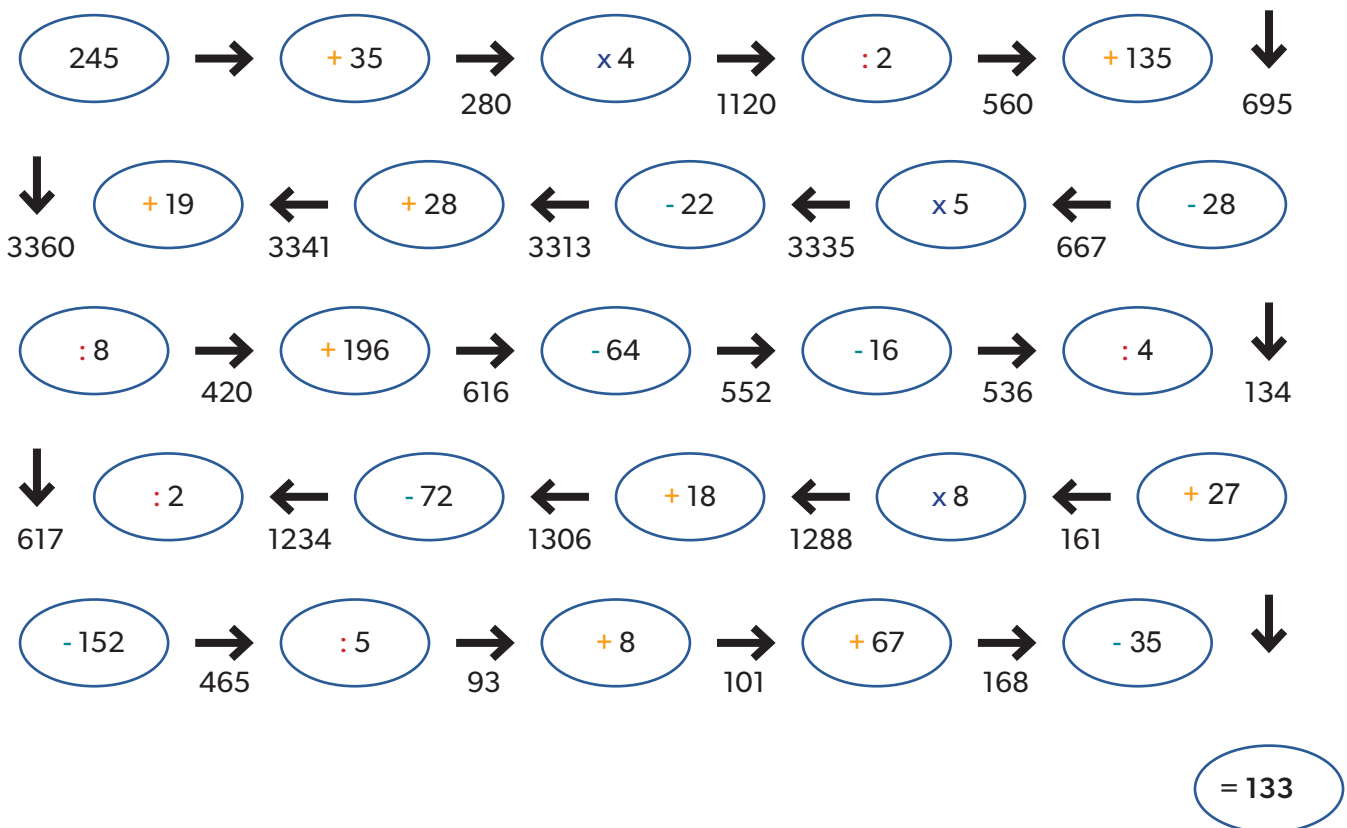 245 + 35 x 4 : 2 + 135
280 1120 560 695
+ 19 + 28 - 22 x 5 - 28
3360 3341 3313 3335 667
: 8 + 196 - 64 - 16 : 4
420 616 552 536 134
: 2 - 72 + 18 x 8 + 27
617 1234 1306 1288 161
- 152 : 5 + 8 + 67 - 35
465 93 101 168
= 133